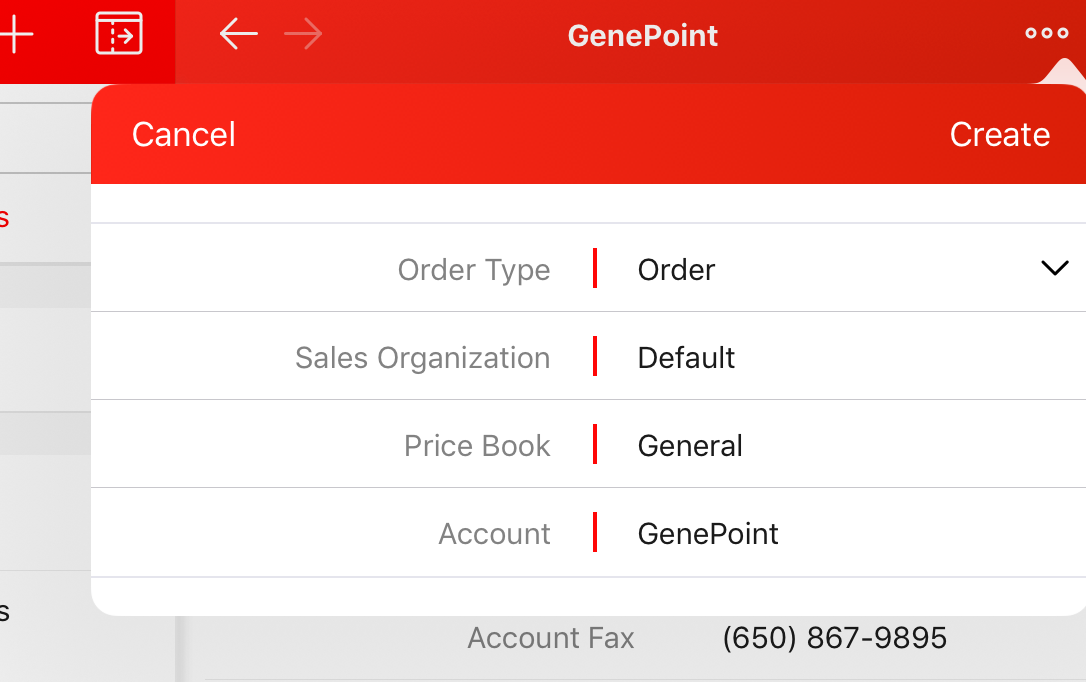 GenePoint
Cancel Create
s
Order Type Order
Sales Organization Default
Price Book General
Account GenePoint
s
Account Fax (650) 867-9895